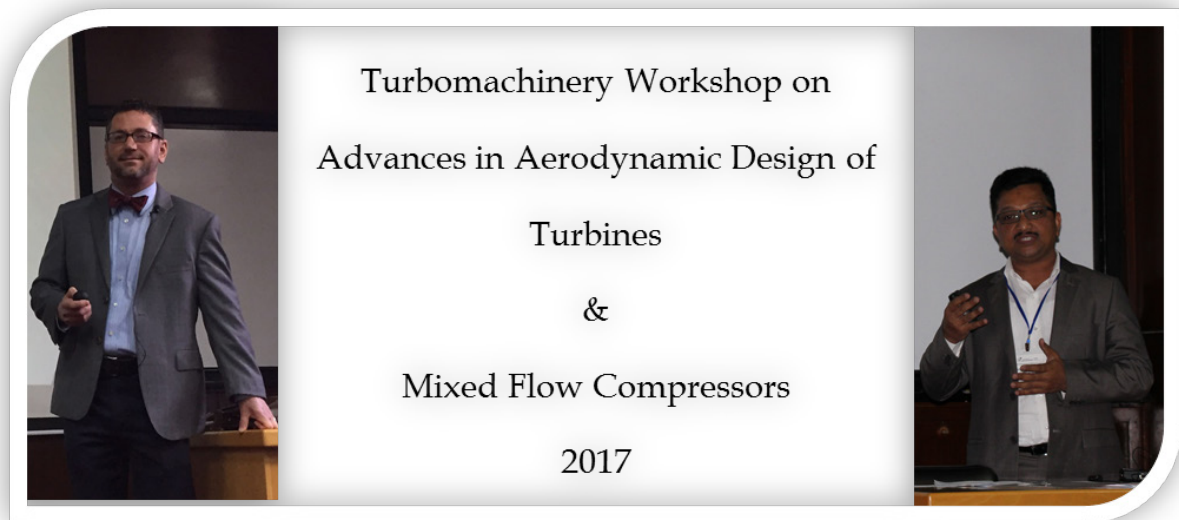 Turbomachinery Workshop on
Advances in Aerodynamic Design of
Turbines
&
Mixed Flow Compressors
2017